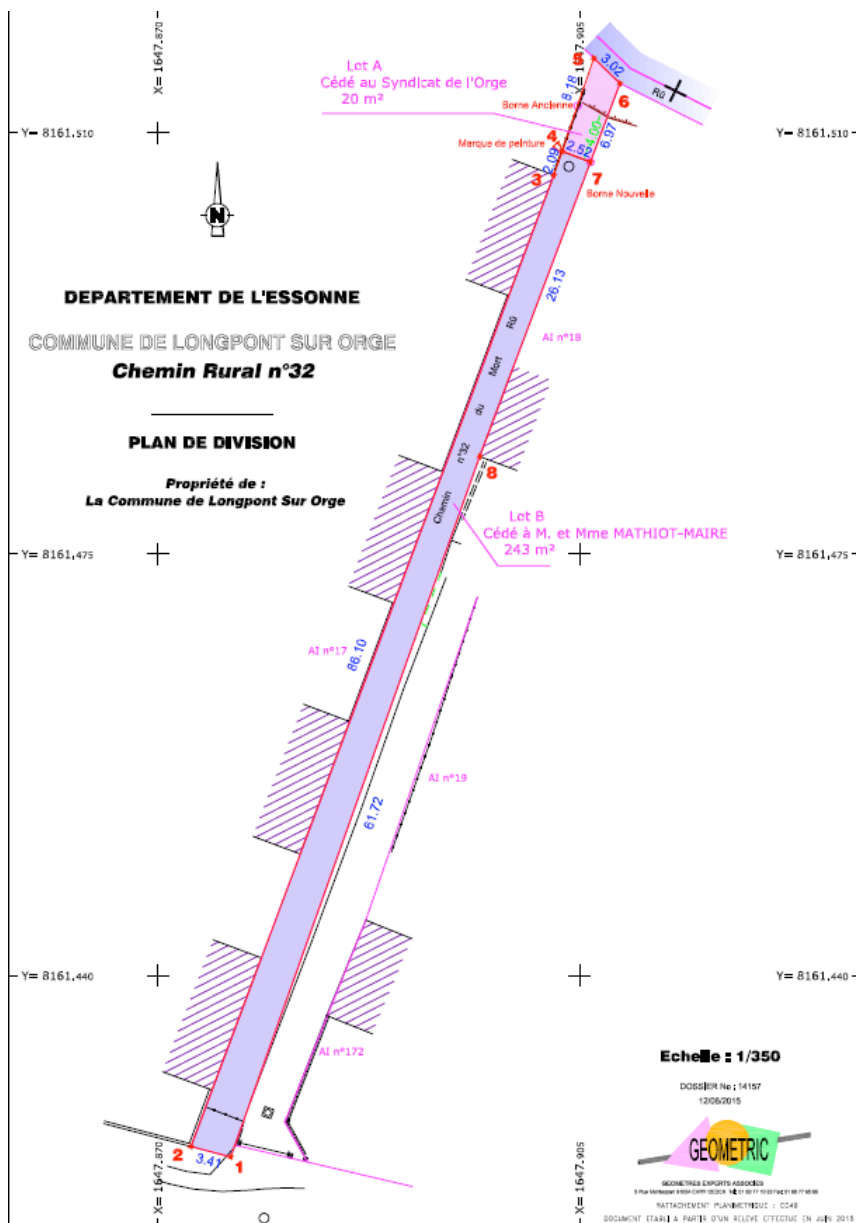 X= 1647.870
X= 1647.905
Lot A
Cédé au Syndicat de l'Orge
20 m²
5
3.02
6
Rû
8.18
Borne Ancienne
4.00
6.97
Y= 8161.510
Y= 8161.510
Marque de peinture
4
2.52
2.09
3
7
Borne Nouvelle
N
26.13
DEPARTEMENT DE L'ESSONNE
COMMUNE DE LONGPONT SUR ORGE
Chemin Rural n°32
AI n°18
PLAN DE DIVISION
Propriété de :
La Commune de Longpont Sur Orge
Chemin n°32 du Mort Rû
8
Lot B
Cédé à M. et Mme MATHIOT-MAIRE
243 m²
Y= 8161.475
Y= 8161.475
AI n°17
86.10
AI n°19
61.72
Y= 8161.440
Y= 8161.440
AI n°172
2
3.41
1
X= 1647.870
X= 1647.905
Echelle : 1/350
DOSSIER No : 14157
12/06/2015
GEOMETRIC
GEOMETRES EXPERTS ASSOCIES
RATTACHEMENT PLANIMETRIQUE : CC48
DOCUMENT ETABLI A PARTIR D'UN RELEVE EFFECTUE EN JUIN 2015